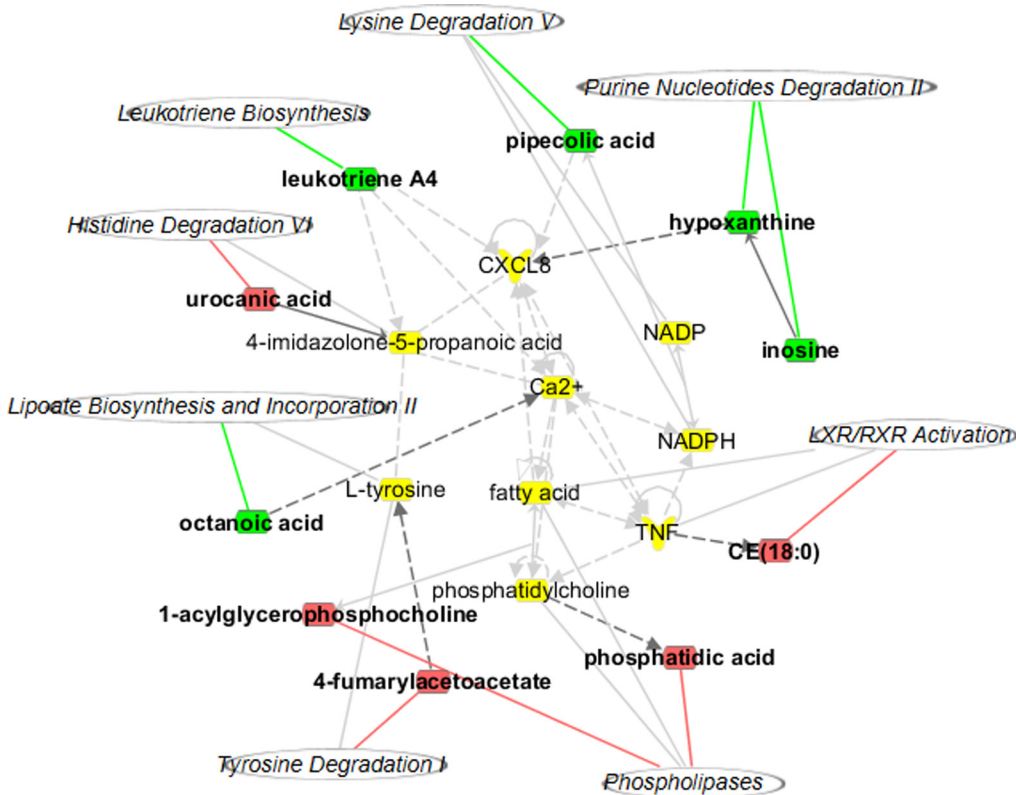 Lysine Degradation V
Purine Nucleotides Degradation II
Leukotriene Biosynthesis
pipecolic acid
leukotriene A4
Histidine Degradation VI
hypoxanthine
CXCL8
urocanic acid
NADP
4-imidazolone-5-propanoic acid
inosine
Ca2+
Lipoate Biosynthesis and Incorporation II
NADPH
LXR/RXR Activation
L-tyrosine
fatty acid
octanoic acid
TNF
CE(18:0)
phosphatidylcholine
1-acylglycerophosphocholine
phosphatidic acid
4-fumarylacetoacetate
Tyrosine Degradation I
Phospholipases